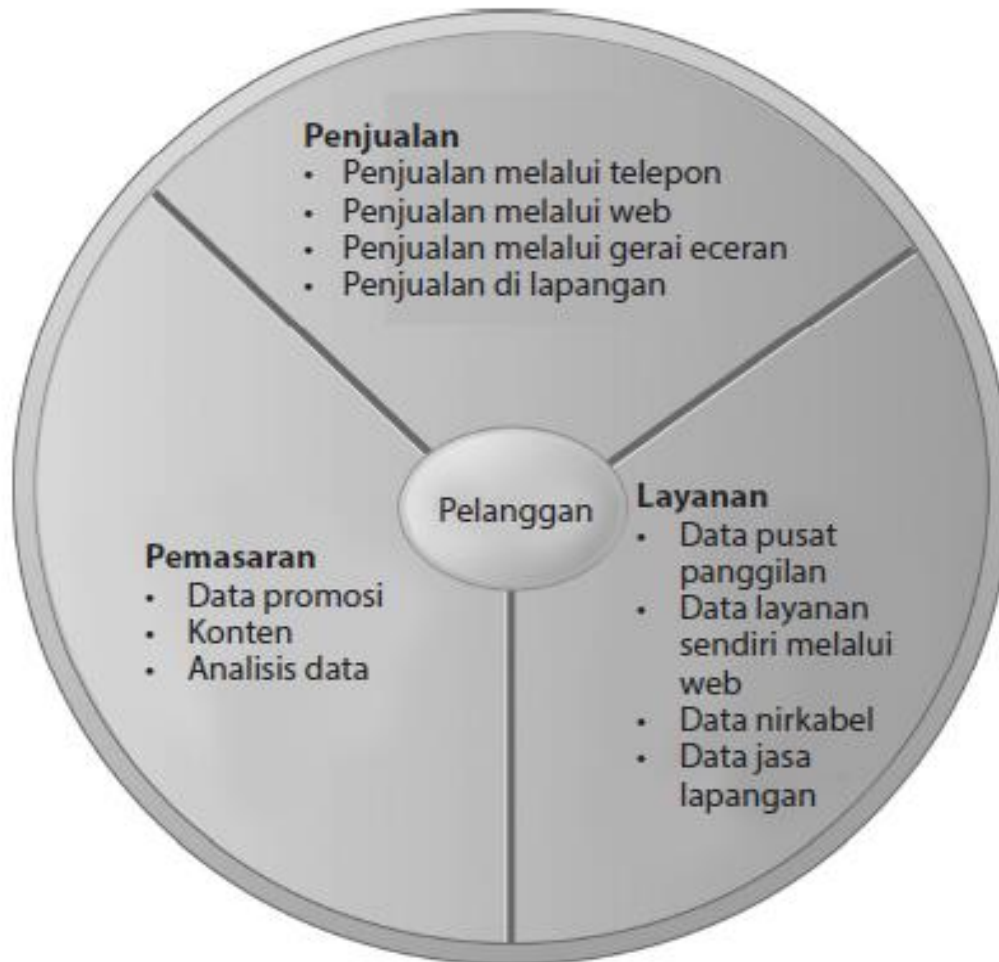 Penjualan
• Penjualan melalui telepon
• Penjualan melalui web
• Penjualan melalui gerai eceran
• Penjualan di lapangan
Pelanggan
Pemasaran
• Data promosi
• Konten
• Analisis data
Layanan
• Data pusat
panggilan
• Data layanan
sendiri melalui
web
• Data nirkabel
• Data jasa
lapangan